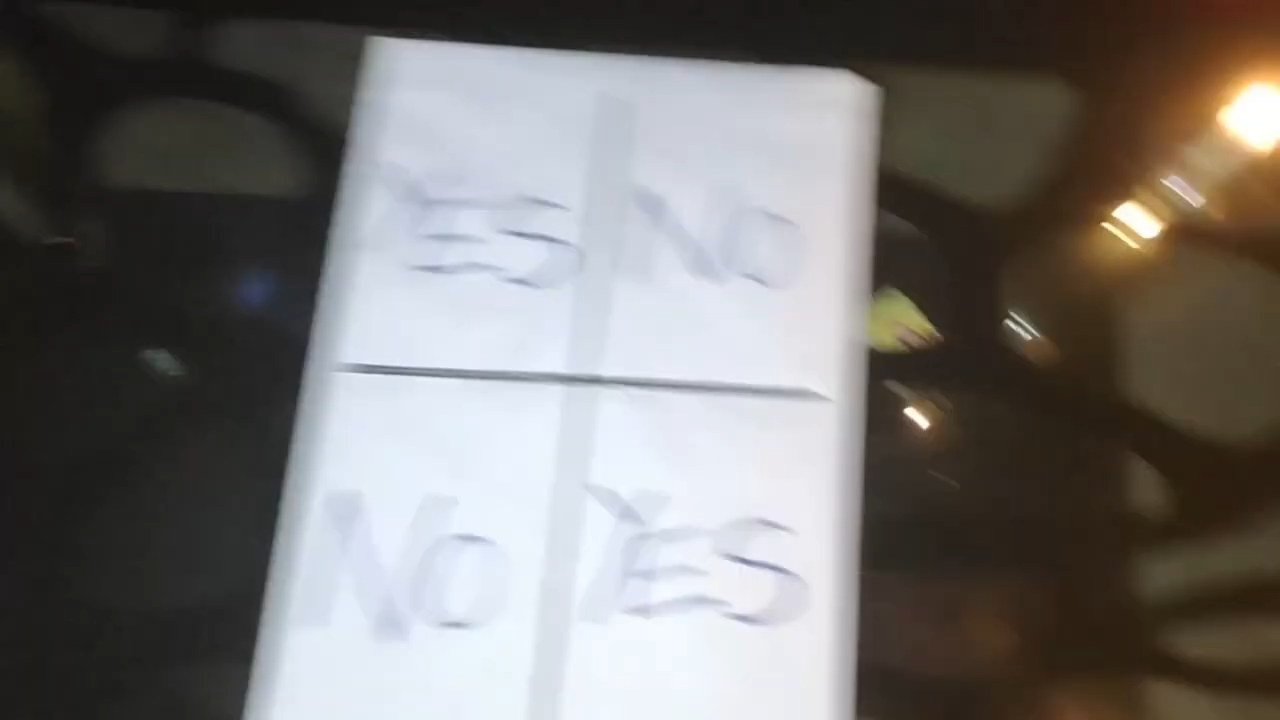 YES NO
NO YES